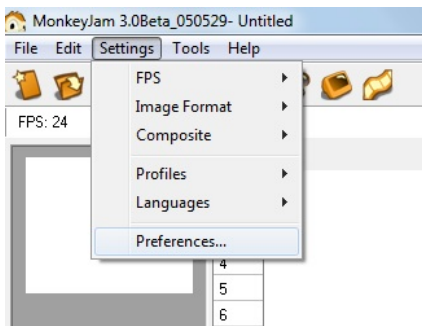 MonkeyJam 3.0Beta_050529- Untitled
File Edit Settings Tools Help
FPS
Image Format
FPS: 24
Composite
Profiles
Languages
Preferences...
4
5
6